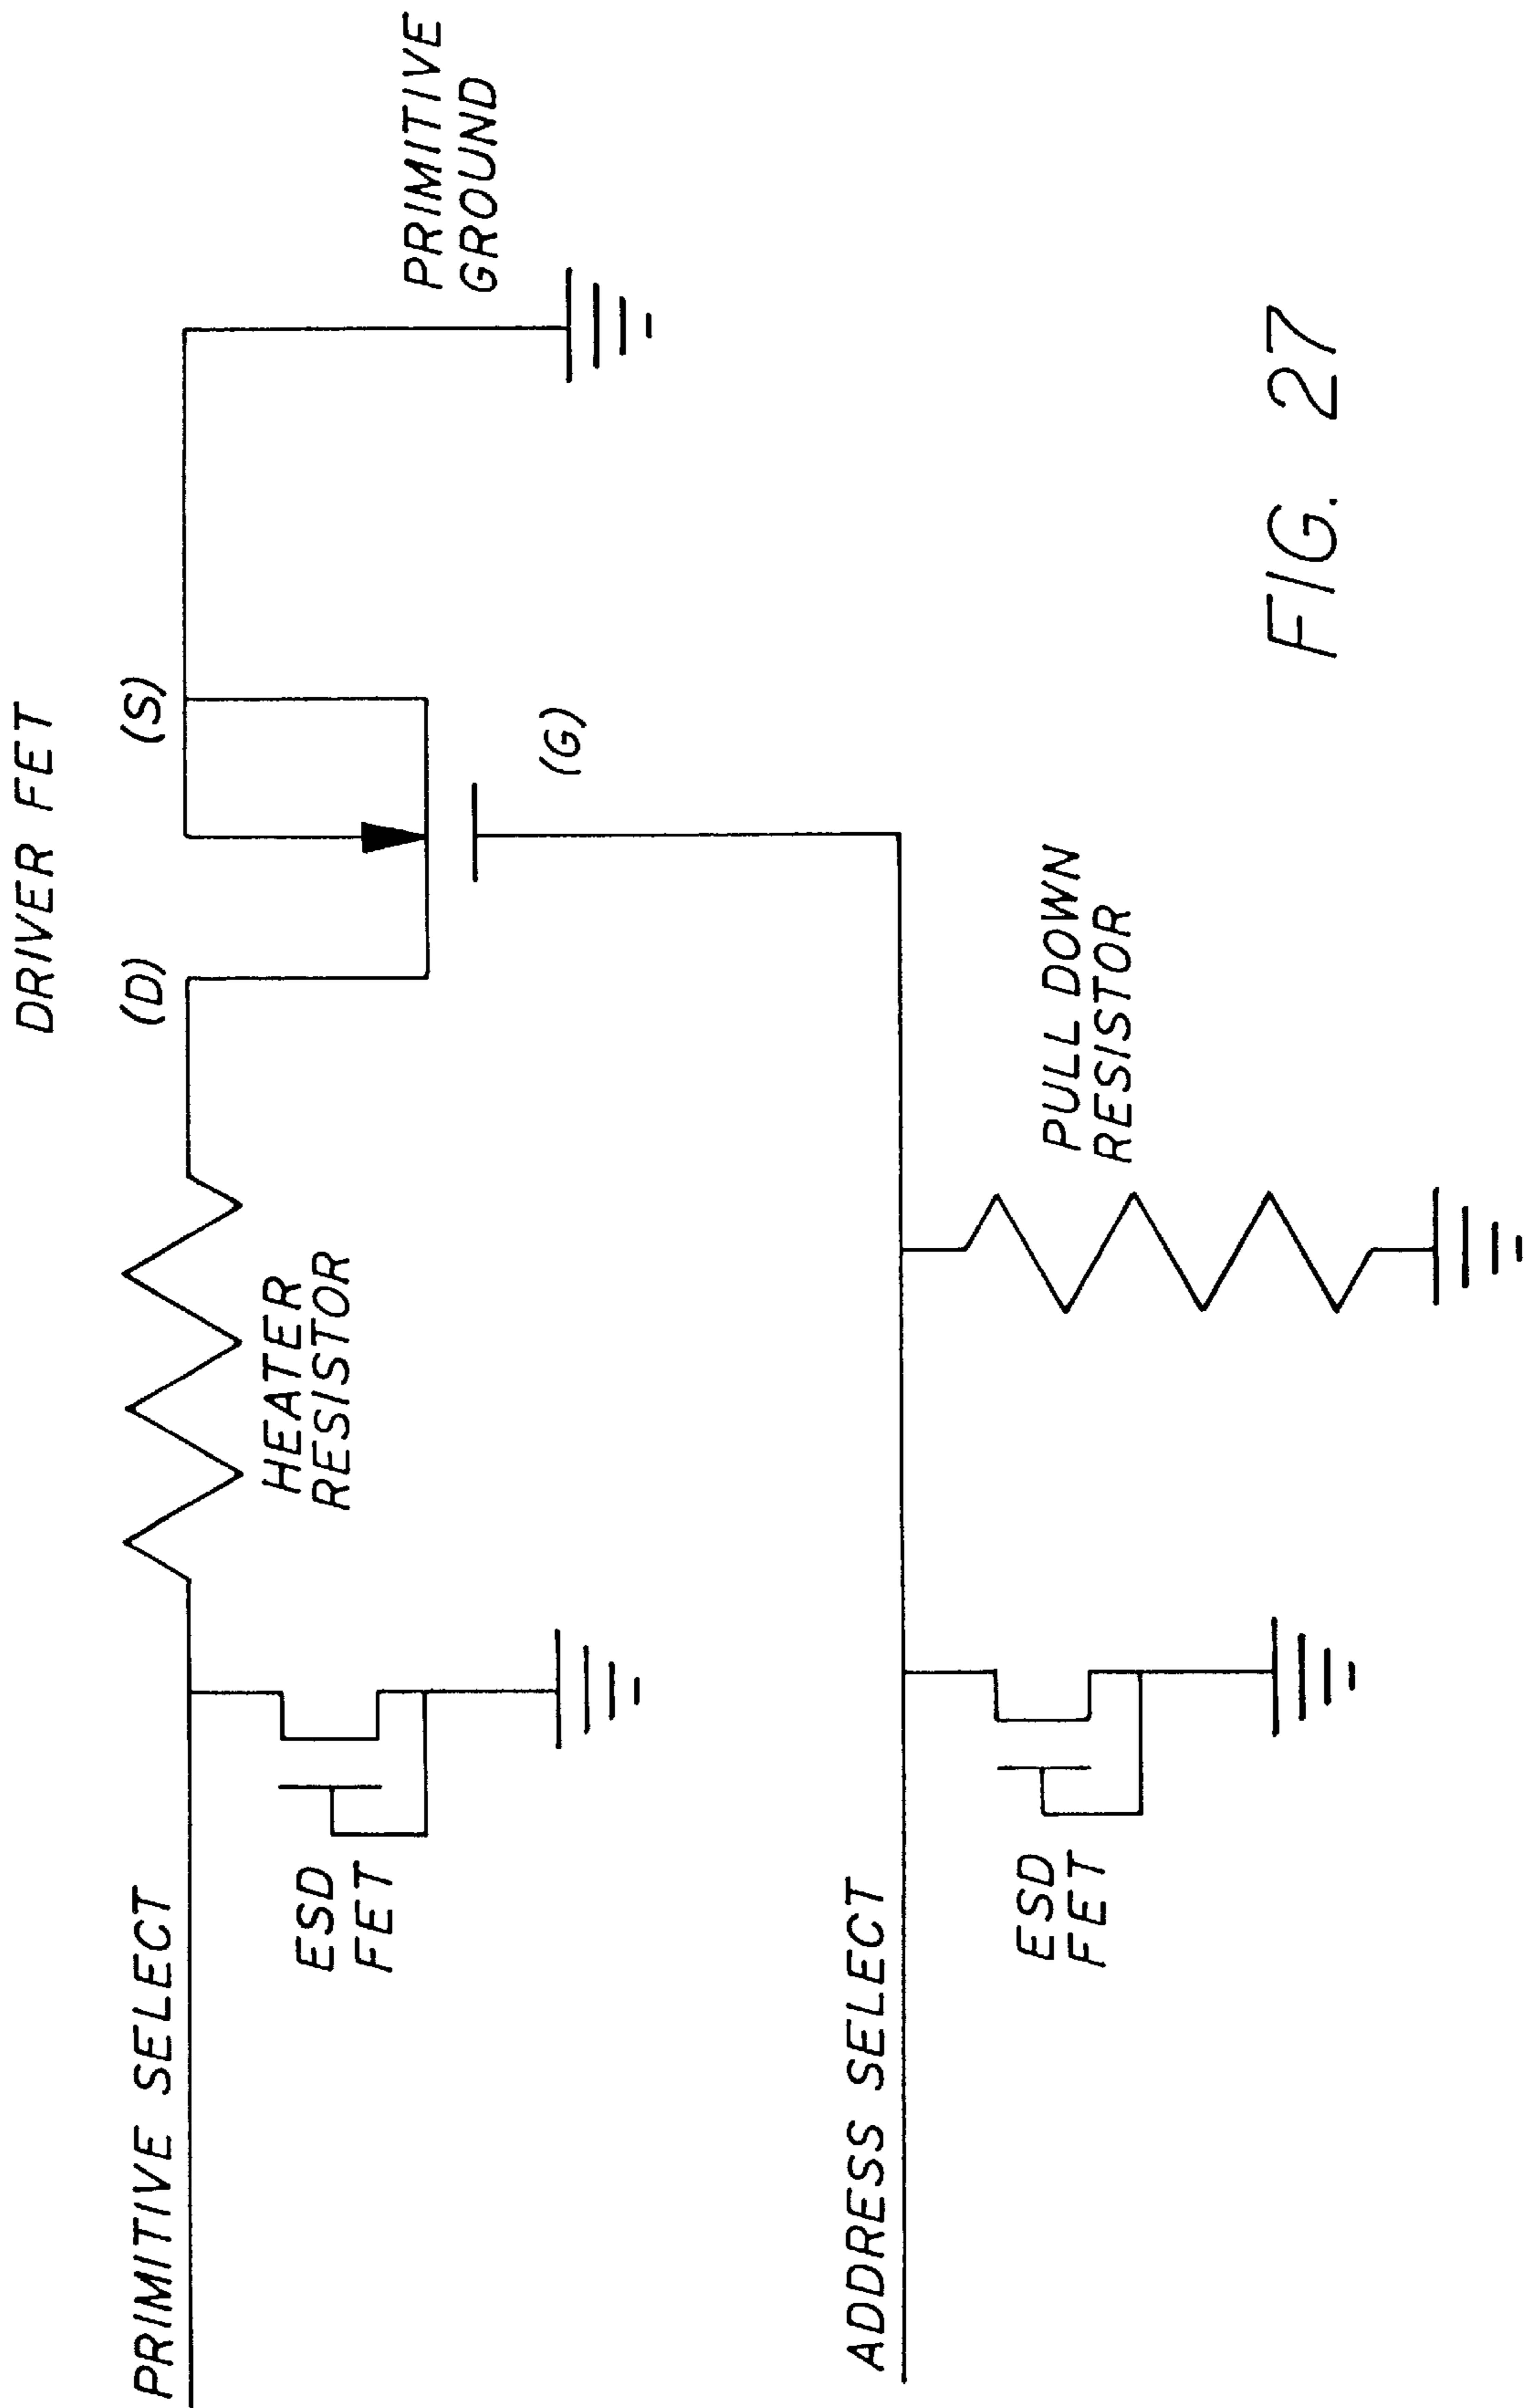 DRIVER FET
PRIMITIVE SELECT
(D)
(S)
HEATER
RESISTOR
ESD
FET
PRIMITIVE
GROUND
(G)
ADDRESS SELECT
ESD
FET
PULL DOWN
RESISTOR
FIG. 27